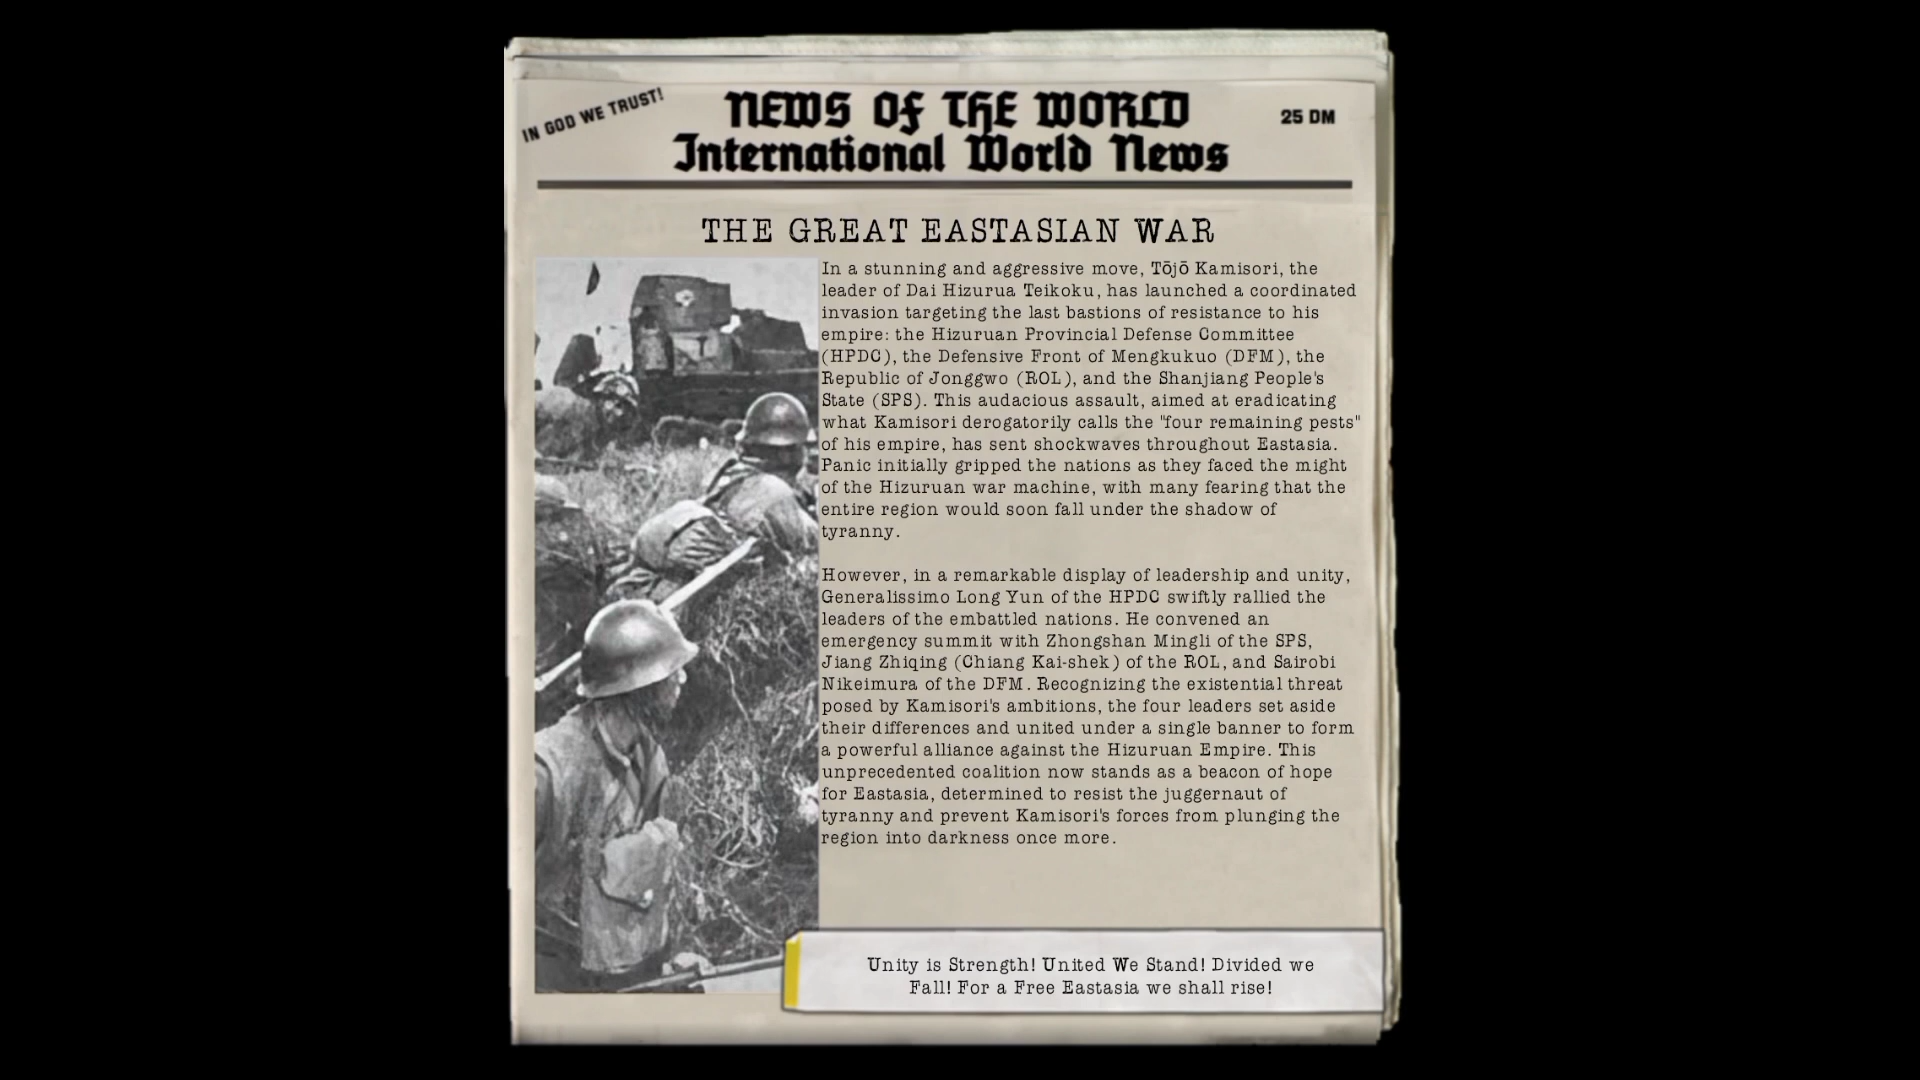 IN GOD WE TRUST!
NEWS OF THE WORLD
25 DM
International World News
THE GREAT EASTASIAN WAR
In a stunning and aggressive move, Tōjō Kamisori, the
leader of Dai Hizurua Teikoku, has launched a coordinated
invasion targeting the last bastions of resistance to his
empire: the Hizuruan Provincial Defense Committee
(HPDC), the Defensive Front of Mengkukuo (DFM), the
Republic of Jonggwo (ROL), and the Shanjiang People's
State (SPS). This audacious assault, aimed at eradicating
what Kamisori derogatorily calls the "four remaining pests"
of his empire, has sent shockwaves throughout Eastasia.
Panic initially gripped the nations as they faced the might
of the Hizuruan war machine, with many fearing that the
entire region would soon fall under the shadow of
tyranny.
However, in a remarkable display of leadership and unity,
Generalissimo Long Yun of the HPDC swiftly rallied the
leaders of the embattled nations. He convened an
emergency summit with Zhongshan Mingli of the SPS,
Jiang Zhiqing (Chiang Kai-shek) of the ROL, and Sairobi
Nikeimura of the DFM. Recognizing the existential threat
posed by Kamisori's ambitions, the four leaders set aside
their differences and united under a single banner to form
a powerful alliance against the Hizuruan Empire. This
unprecedented coalition now stands as a beacon of hope
for Eastasia, determined to resist the juggernaut of
tyranny and prevent Kamisori's forces from plunging the
region into darkness once more.
Unity is Strength! United We Stand! Divided we
Fall! For a Free Eastasia we shall rise!